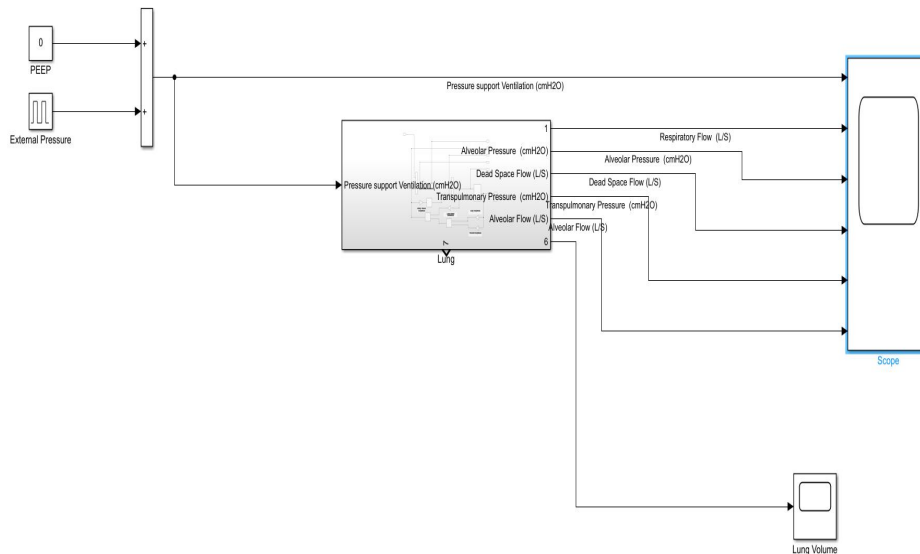 0
PEEP
+
+
External Pressure
Pressure support Ventilation (cmH2O)
1
Respiratory Flow (L/S)
Alveolar Pressure (cmH2O)
Alveolar Pressure (cmH2O)
Dead Space Flow (L/S)
Dead Space Flow (L/S)
Pressure support Ventilation (cmH2O)
Transpulmonary Pressure (cmH2O)
Transpulmonary Pressure (cmH2O)
Alveolar Flow (L/S)
Alveolar Flow (L/S)
6
7
Lung
Scope
Lung Volume